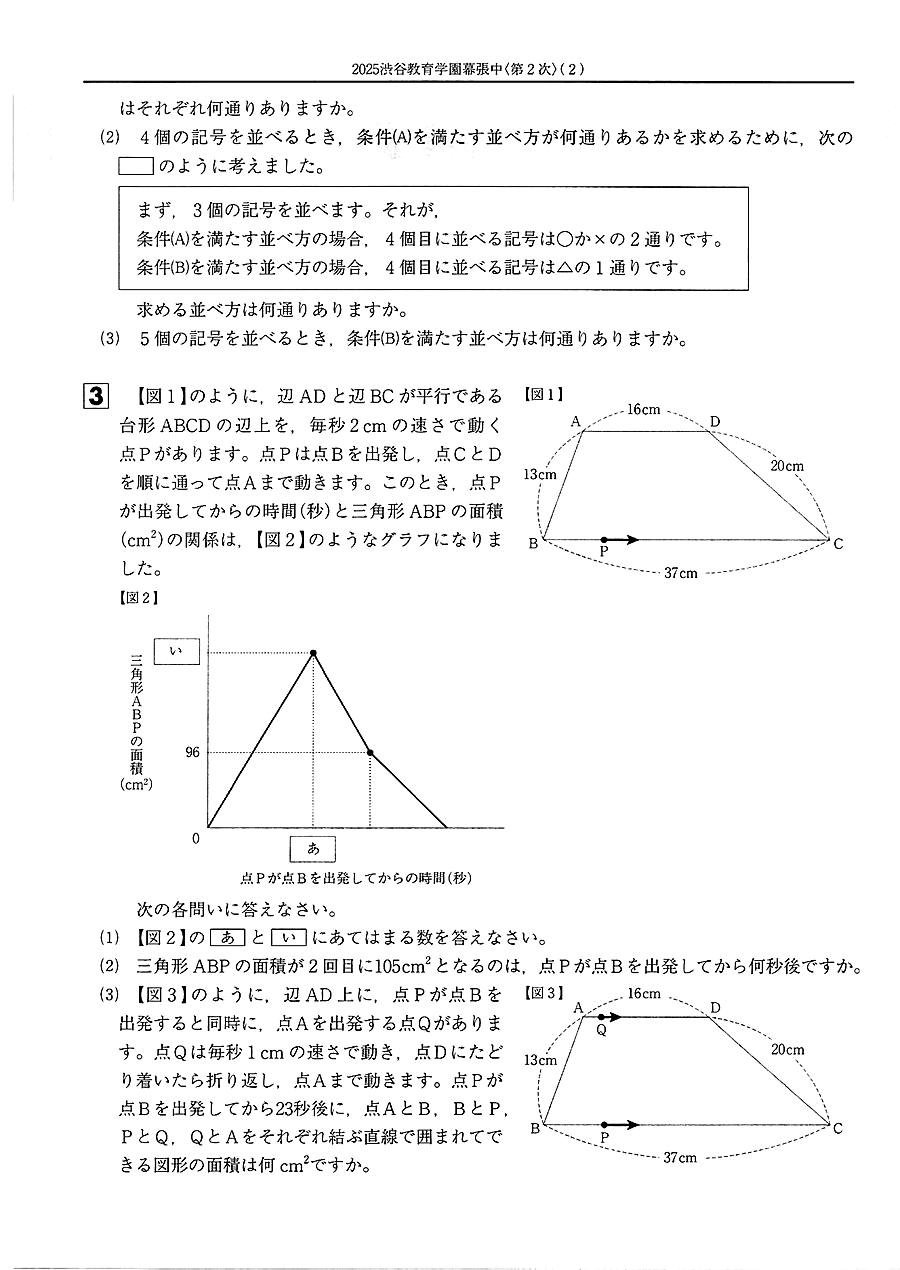 2025渋谷教育学園幕張中〈第2次〉(2)
はそれぞれ何通りありますか。
(2) 4個の記号を並べるとき，条件(A)を満たす並べ方が何通りあるかを求めるために，次の
のように考えました。
まず，3個の記号を並べます。それが，
条件(A)を満たす並べ方の場合，4個目に並べる記号は○か×の2通りです。
条件(B)を満たす並べ方の場合，4個目に並べる記号は△の1通りです。
求める並べ方は何通りありますか。
(3) 5個の記号を並べるとき，条件(B)を満たす並べ方は何通りありますか。
3 【図1】のように，辺ADと辺BCが平行である
台形ABCDの辺上を，毎秒2cmの速さで動く
点Pがあります。点Pは点Bを出発し，点CとD
を順に通って点Aまで動きます。このとき，点P
が出発してからの時間(秒)と三角形ABPの面積
(cm²)の関係は，【図2】のようなグラフになりま
した。
【図1】
16cm
A
D
13cm
20cm
B
P
C
37cm
【図2】
い
三角形ABPの面積
(cm²)
96
0
あ
点Pが点Bを出発してからの時間(秒)
次の各問いに答えなさい。
(1) 【図2】の あ と い にあてはまる数を答えなさい。
(2) 三角形ABPの面積が2回目に105cm²となるのは，点Pが点Bを出発してから何秒後ですか。
(3) 【図3】のように，辺AD上に，点Pが点Bを
出発すると同時に，点Aを出発する点Qがありま
す。点Qは毎秒1cmの速さで動き，点Dにたど
り着いたら折り返し，点Aまで動きます。点Pが
点Bを出発してから23秒後に，点AとB，BとP，
PとQ，QとAをそれぞれ結ぶ直線で囲まれてで
きる図形の面積は何cm²ですか。
【図3】
16cm
A
D
Q
13cm
20cm
B
P
C
37cm